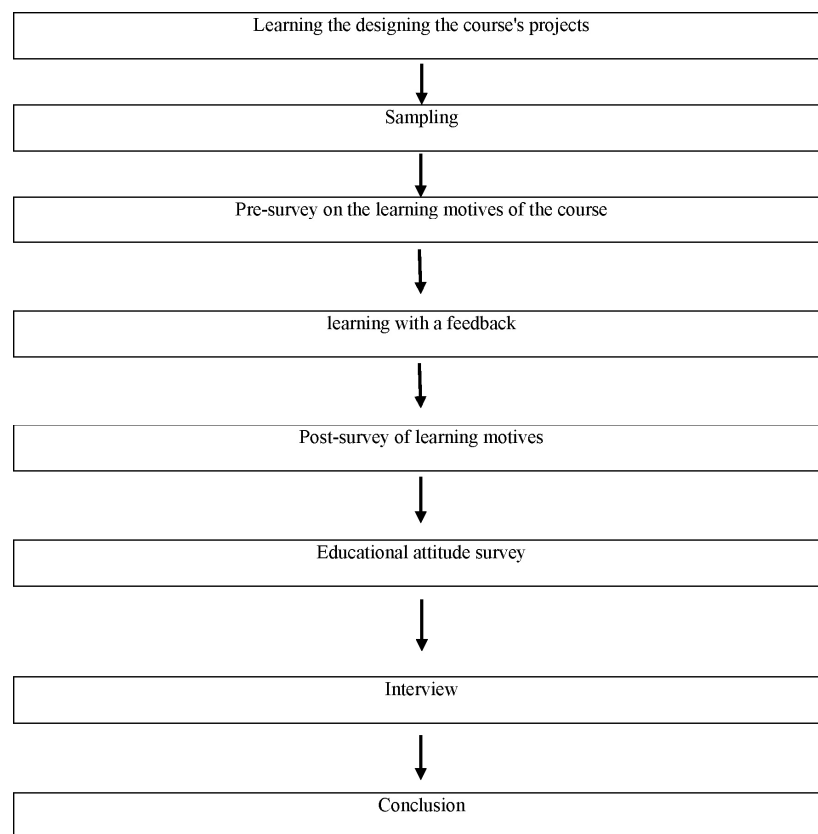 Learning the designing the course's projects
Sampling
Pre-survey on the learning motives of the course
learning with a feedback
Post-survey of learning motives
Educational attitude survey
Interview
Conclusion